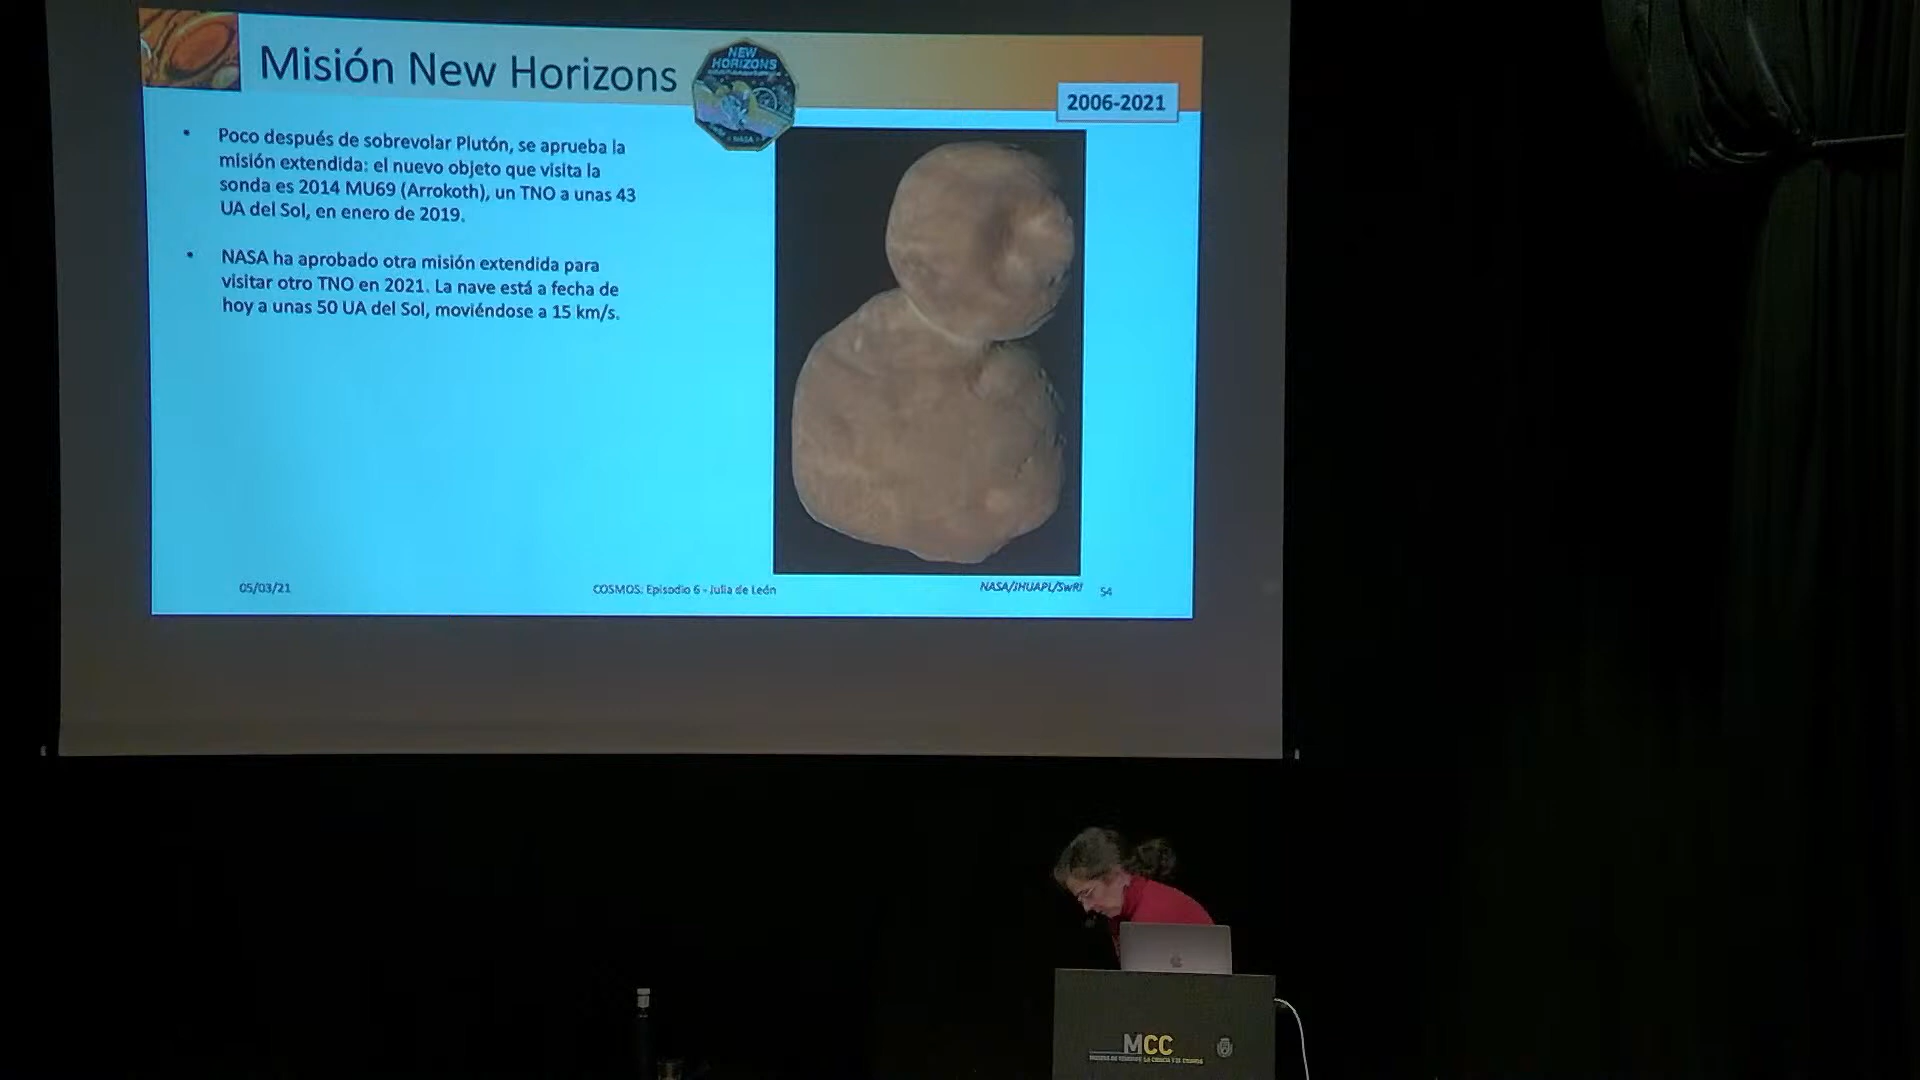 Misión New Horizons
NEW
HORIZONS
NASA
2006-2021
• Poco después de sobrevolar Plutón, se aprueba la
misión extendida: el nuevo objeto que visita la
sonda es 2014 MU69 (Arrokoth), un TNO a unas 43
UA del Sol, en enero de 2019.
• NASA ha aprobado otra misión extendida para
visitar otro TNO en 2021. La nave está a fecha de
hoy a unas 50 UA del Sol, moviéndose a 15 km/s.
05/03/21
COSMOS: Episodio 6 - Julia de León
NASA/JHUAPL/SwRI
54
MCC